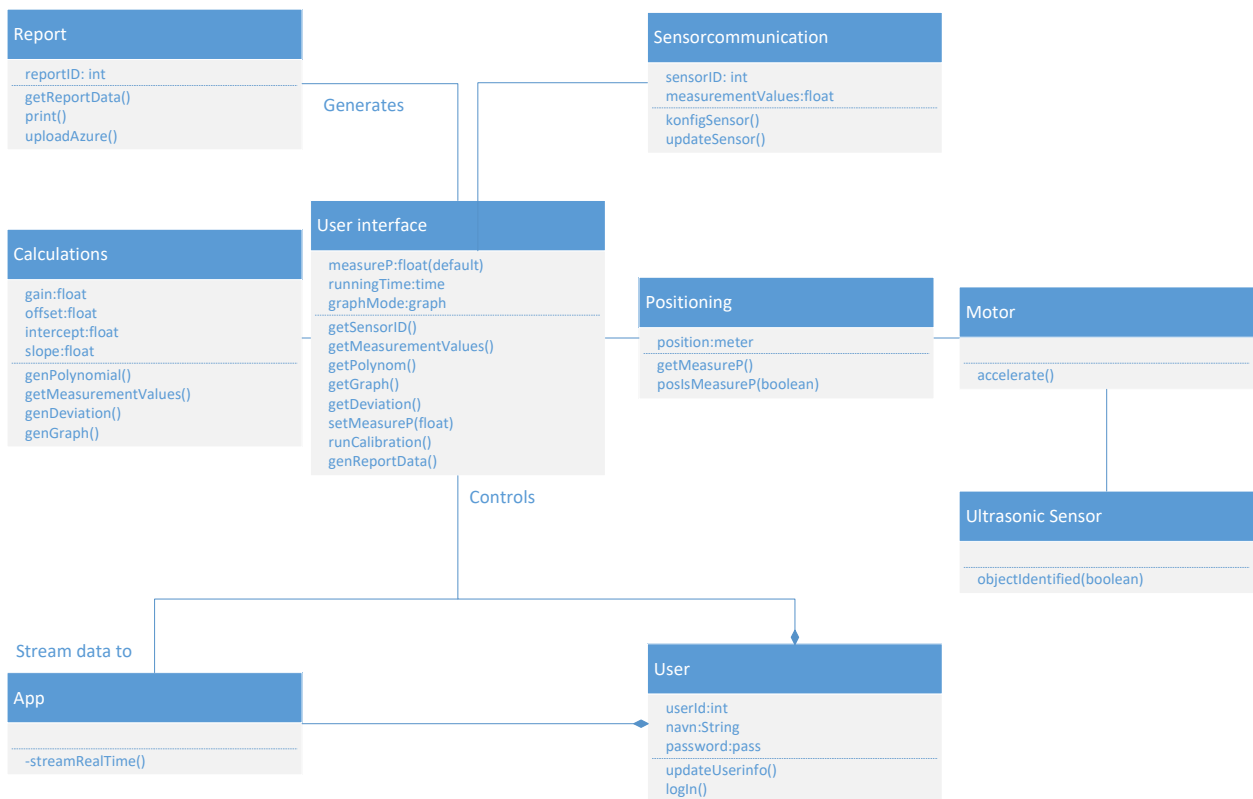 Report
reportID: int
getReportData()
print()
uploadAzure()
Generates
Sensorcommunication
sensorID: int
measurementValues:float
konfigSensor()
updateSensor()
Calculations
gain:float
offset:float
intercept:float
slope:float
genPolynomial()
getMeasurementValues()
genDeviation()
genGraph()
User interface
measureP:float(default)
runningTime:time
graphMode:graph
getSensorID()
getMeasurementValues()
getPolynom()
getGraph()
getDeviation()
setMeasureP(float)
runCalibration()
genReportData()
Positioning
position:meter
getMeasureP()
posIsMeasureP(boolean)
Motor
accelerate()
Controls
Ultrasonic Sensor
objectIdentified(boolean)
Stream data to
App
-streamRealTime()
User
userId:int
navn:String
password:pass
updateUserinfo()
logIn()